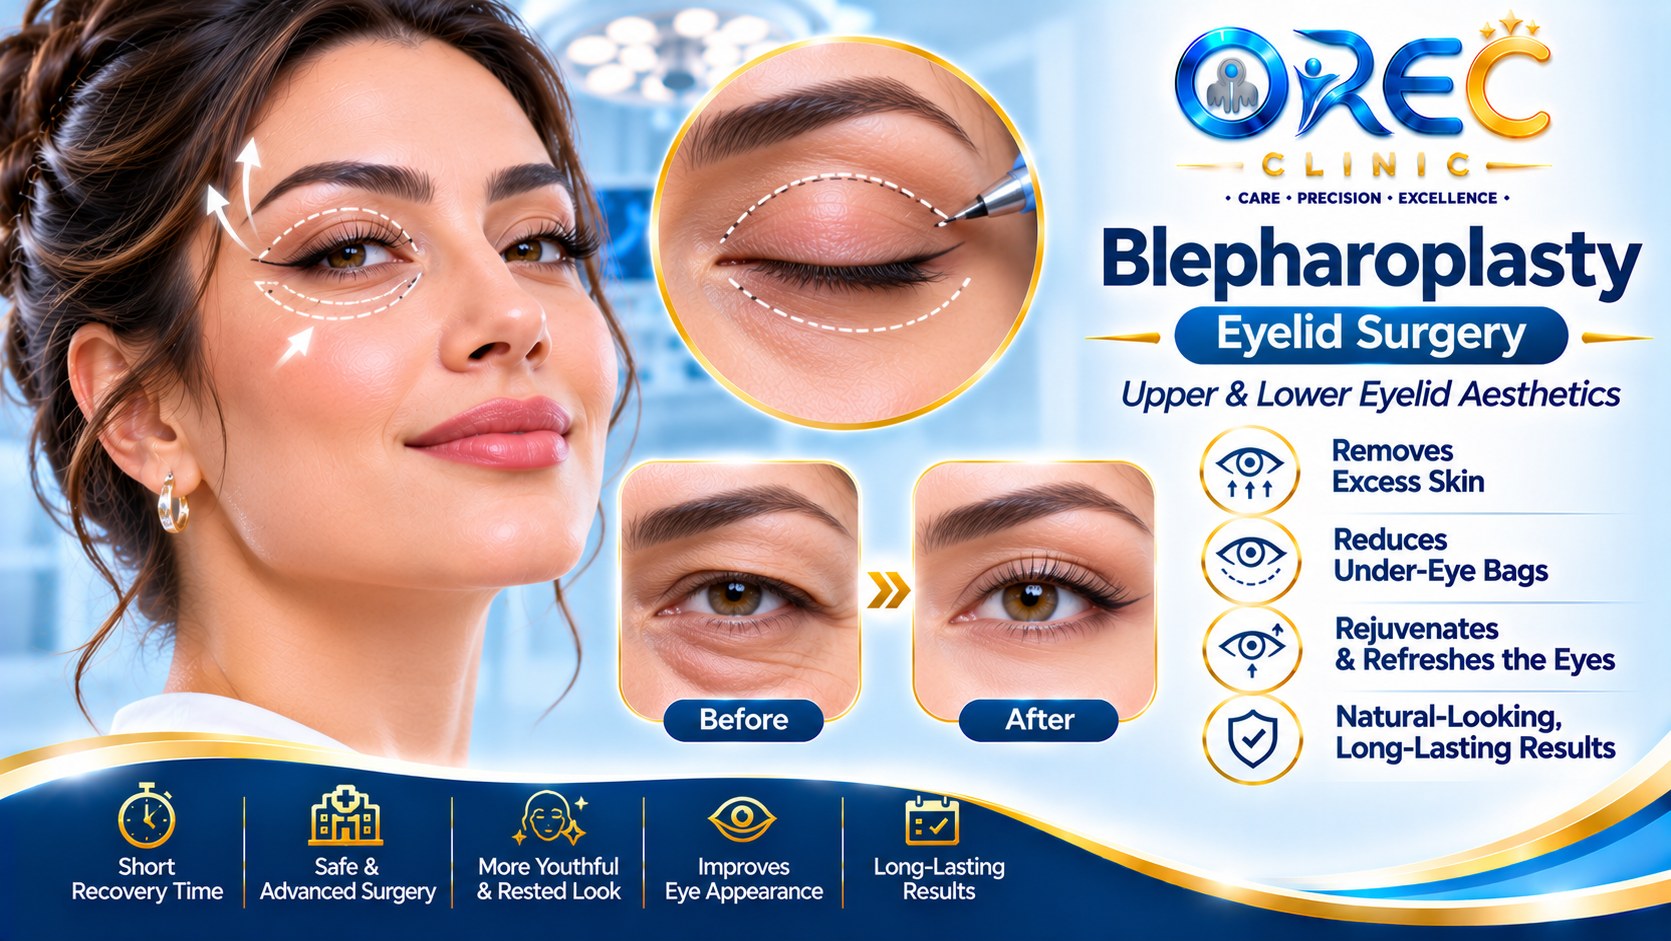 OREC
CLINIC
• CARE • PRECISION • EXCELLENCE •
Blepharoplasty
Eyelid Surgery
Upper & Lower Eyelid Aesthetics
Removes
Excess Skin
Reduces
Under-Eye Bags
Rejuvenates
& Refreshes the Eyes
Natural-Looking,
Long-Lasting Results
Before
After
Short
Recovery Time
Safe &
Advanced Surgery
More Youthful
& Rested Look
Improves
Eye Appearance
Long-Lasting
Results